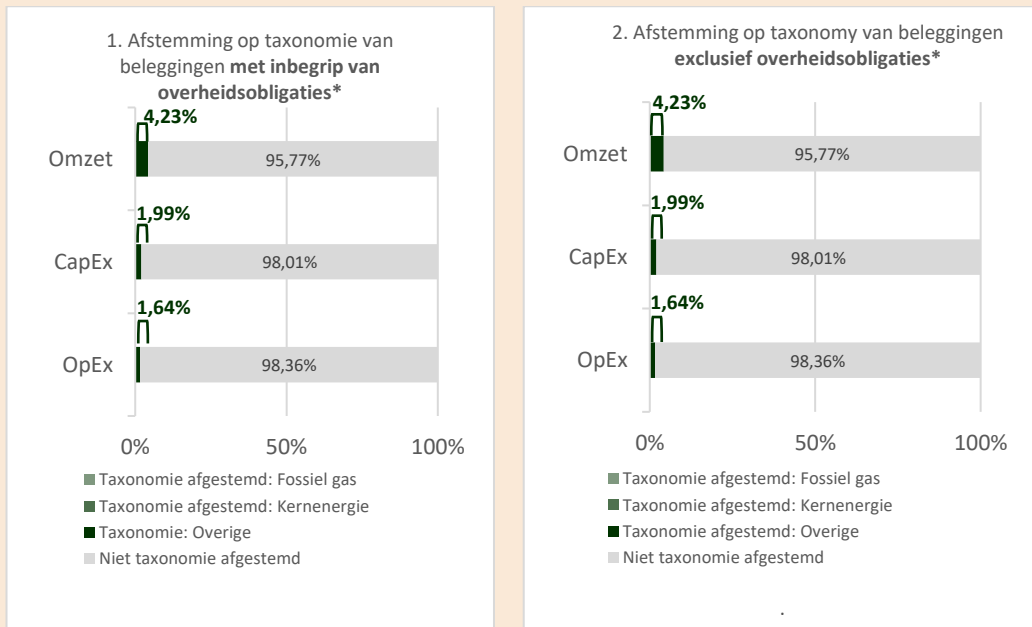 1. Afstemming op taxonomie van
beleggingen met inbegrip van
overheidsobligaties*
4,23%
Omzet
95,77%
1,99%
CapEx
98,01%
1,64%
OpEx
98,36%
0%
50%
100%
Taxonomie afgestemd: Fossiel gas
Taxonomie afgestemd: Kernenergie
Taxonomie: Overige
Niet taxonomie afgestemd
2. Afstemming op taxonomy van beleggingen
exclusief overheidsobligaties*
4,23%
Omzet
95,77%
1,99%
CapEx
98,01%
1,64%
OpEx
98,36%
0%
50%
100%
Taxonomie afgestemd: Fossiel gas
Taxonomie afgestemd: Kernenergie
Taxonomie afgestemd: Overige
Niet taxonomie afgestemd
.